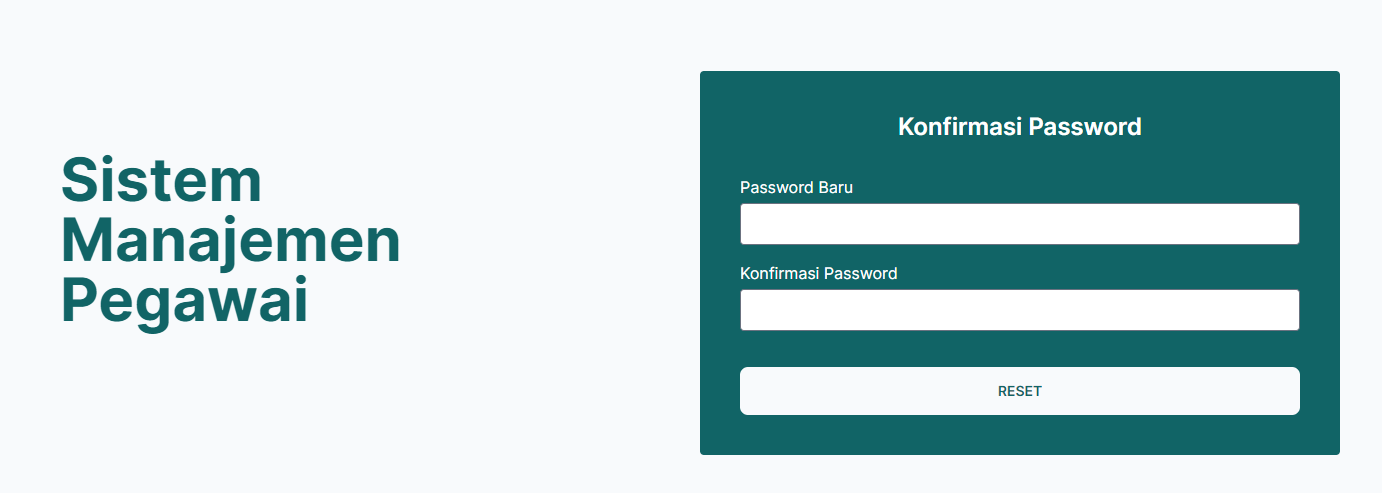 Sistem
Manajemen
Pegawai
Konfirmasi Password
Password Baru
Konfirmasi Password
RESET